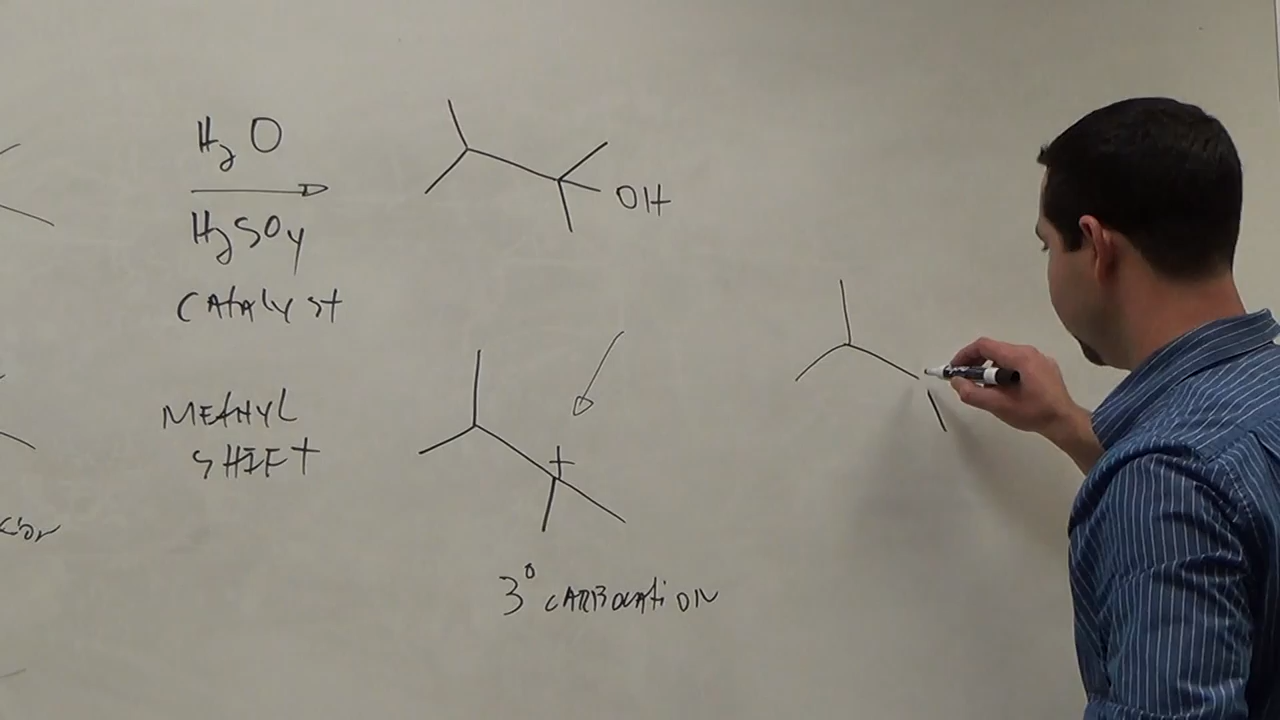 H2O
H2SO4
CATALYST
OH
METHYL
SHIFT
+
3° CARBOCATION